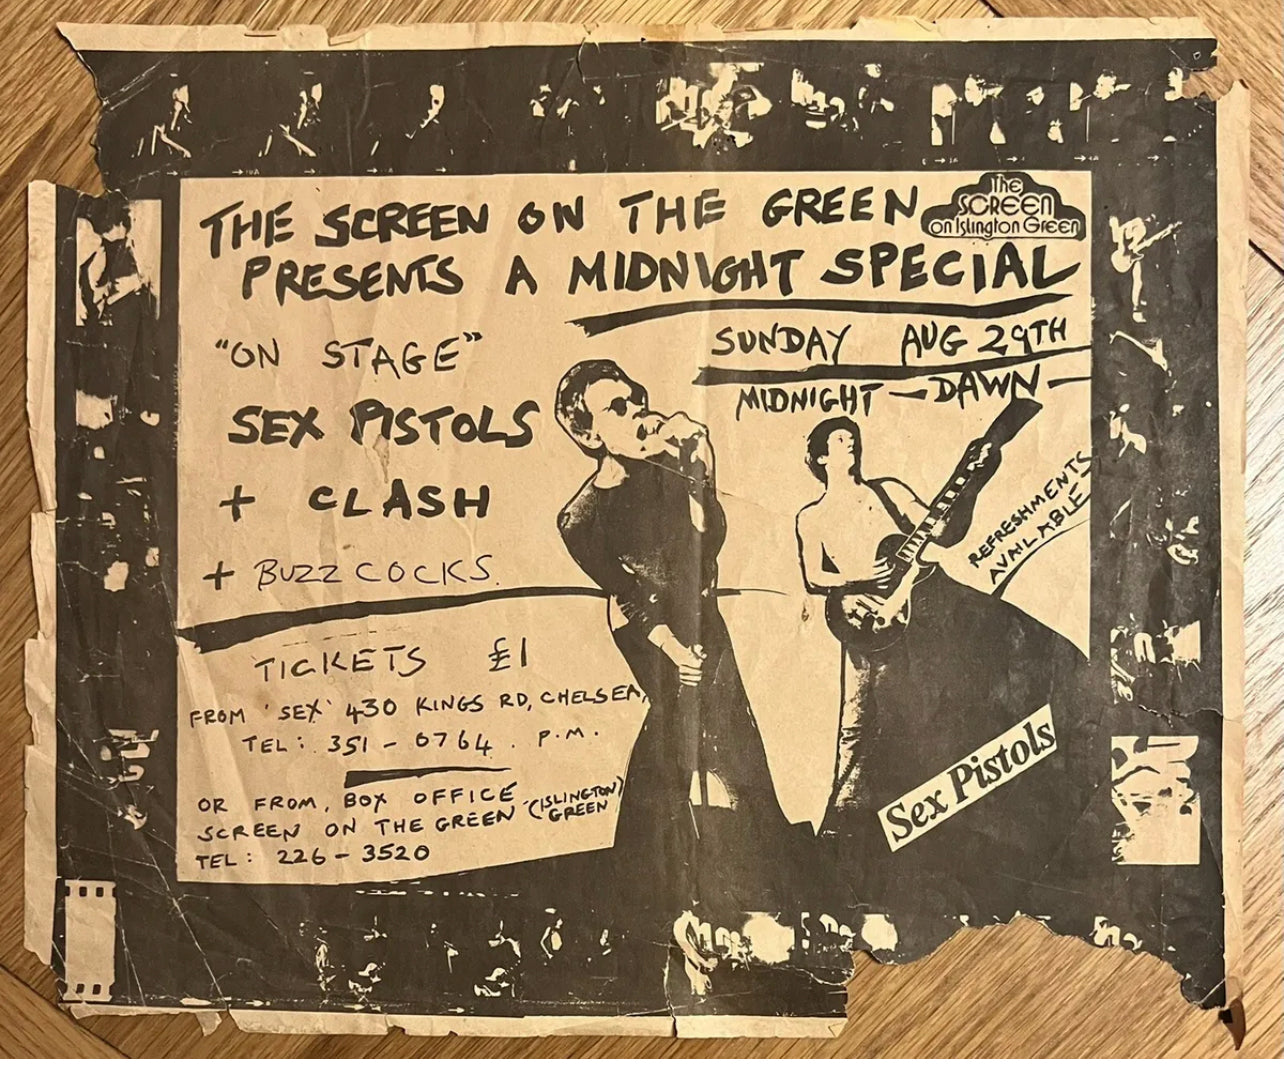 THE SCREEN ON THE GREEN
The
SCREEN
on Islington Green
PRESENTS A MIDNIGHT SPECIAL
"ON STAGE"
SUNDAY AUG 29TH
MIDNIGHT - DAWN -
SEX PISTOLS
+ CLASH
+ BUZZCOCKS.
REFRESHMENTS
AVAILABLE
TICKETS £1
FROM 'SEX' 430 KINGS RD, CHELSEA,
TEL: 351 - 0764. P.M.
OR FROM, BOX OFFICE
SCREEN ON THE GREEN (ISLINGTON)
GREEN
TEL: 226 - 3520
Sex Pistols